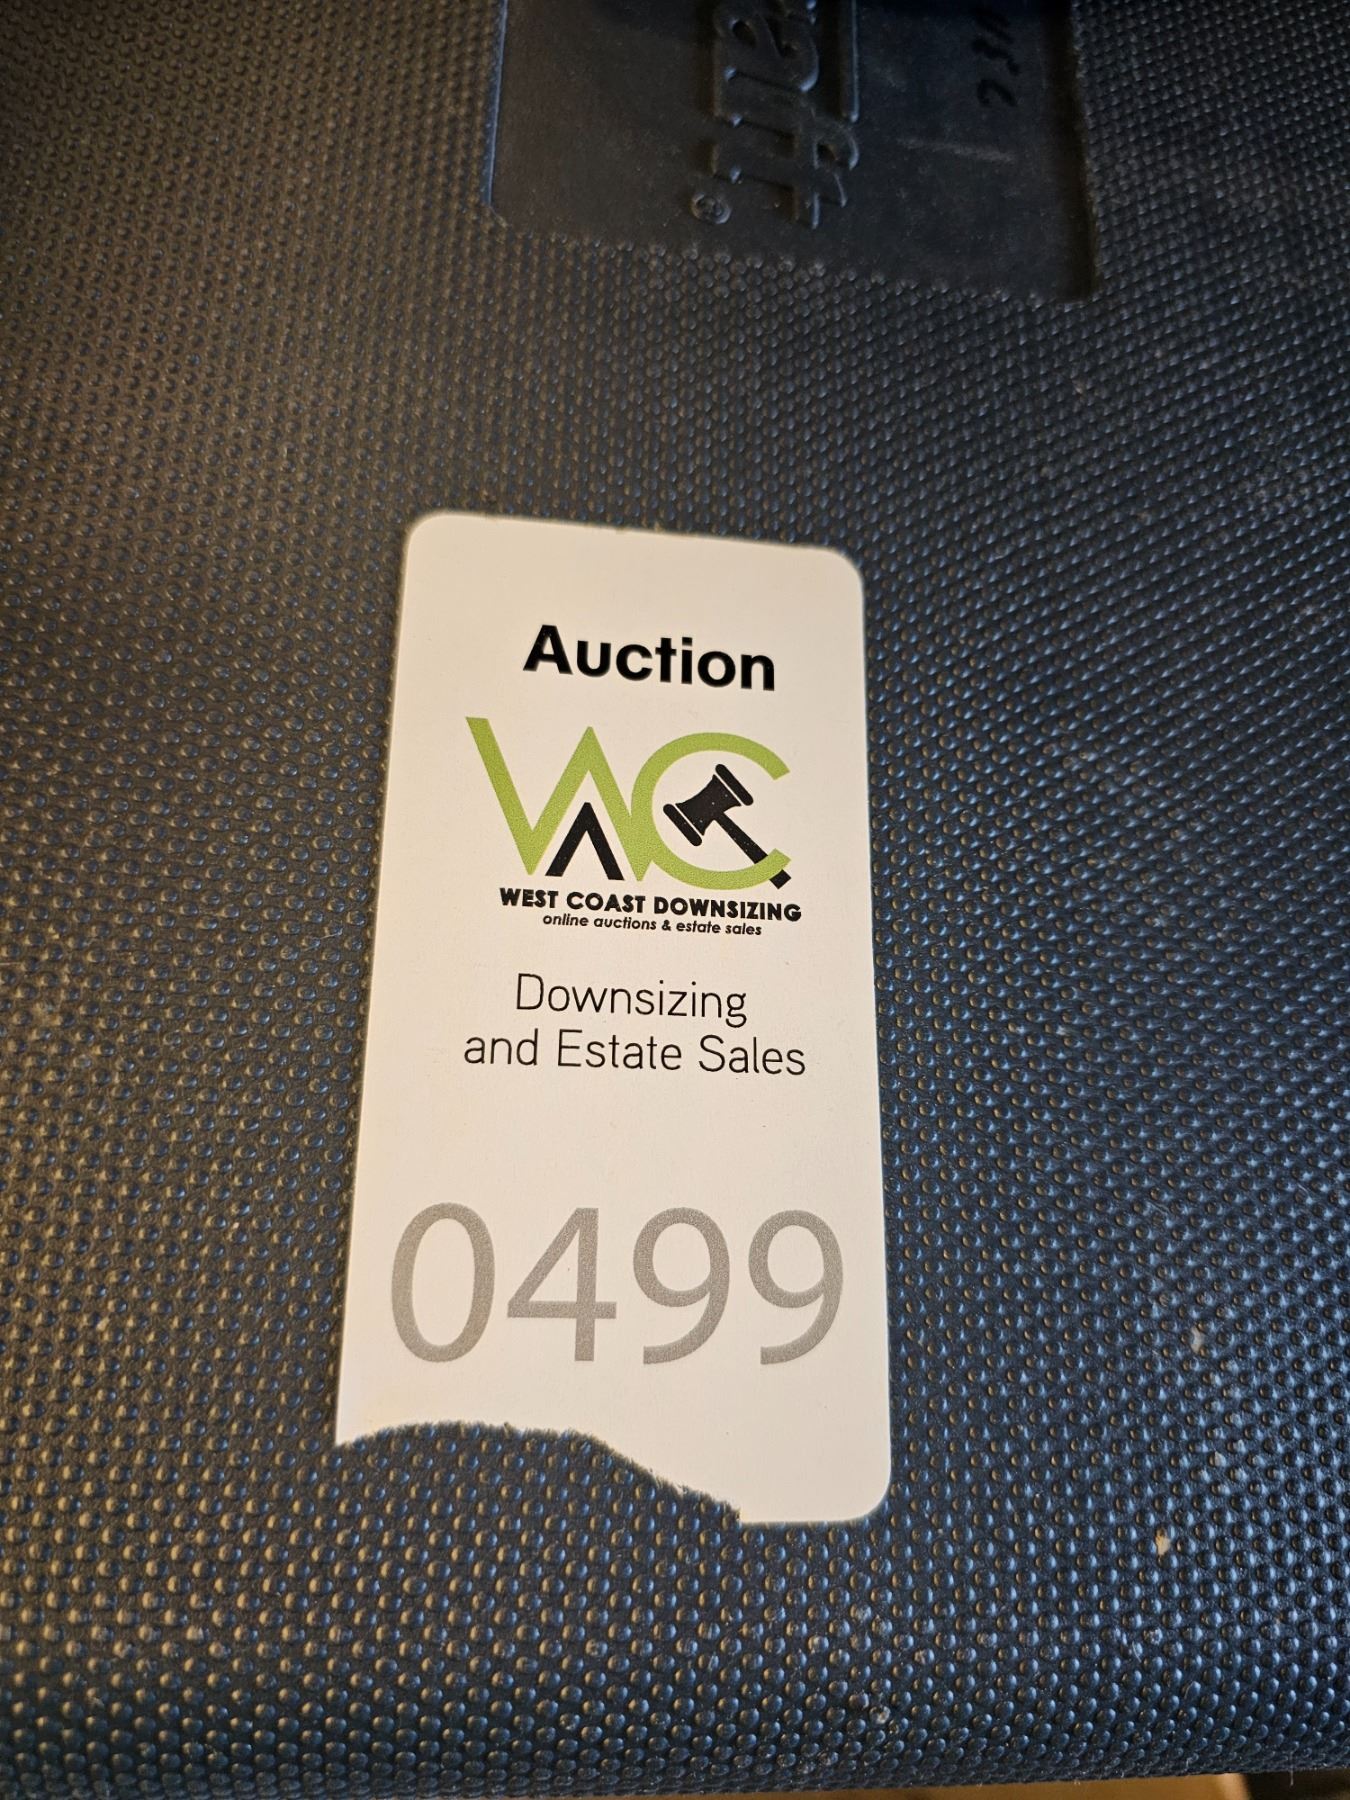 Auction
WC
WEST COAST DOWNSIZING
online auctions & estate sales
Downsizing
and Estate Sales
0499